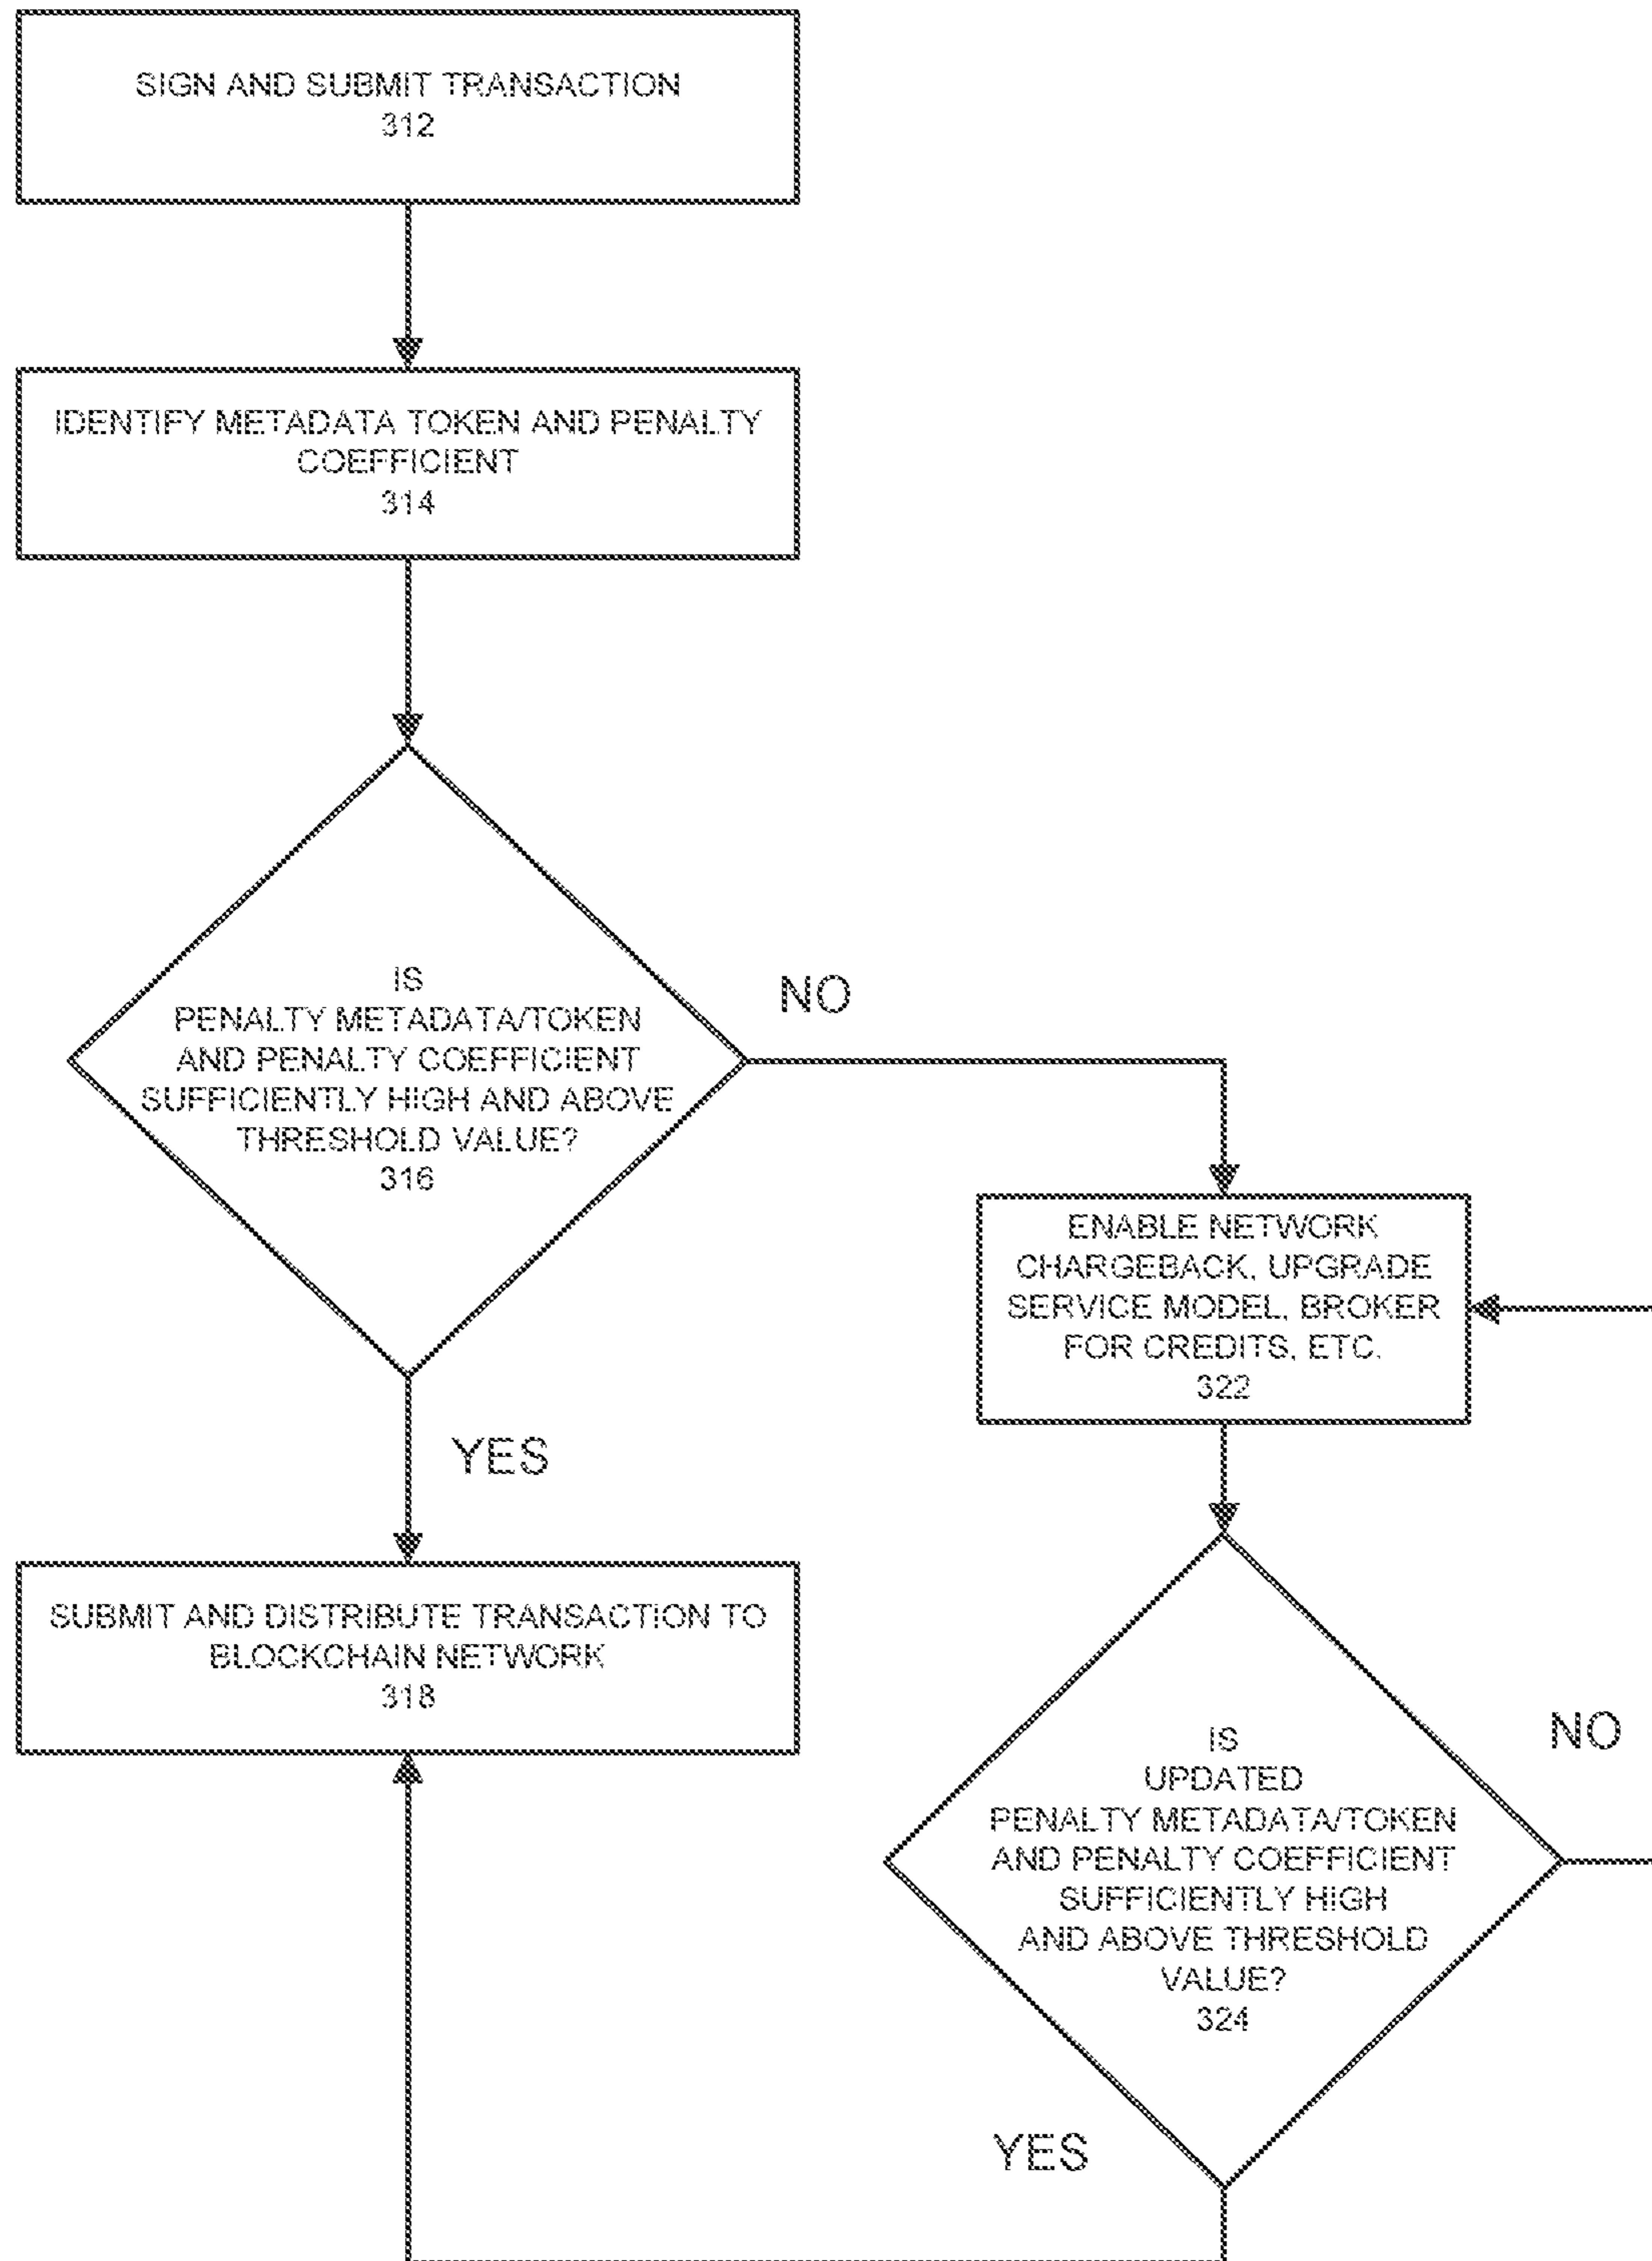 SIGN AND SUBMIT TRANSACTION
312
IDENTIFY METADATA TOKEN AND PENALTY
COEFFICIENT
314
IS
PENALTY METADATA/TOKEN
AND PENALTY COEFFICIENT
SUFFICIENTLY HIGH AND ABOVE
THRESHOLD VALUE?
316
NO
YES
ENABLE NETWORK
CHARGEBACK, UPGRADE
SERVICE MODEL, BROKER
FOR CREDITS, ETC.
322
SUBMIT AND DISTRIBUTE TRANSACTION TO
BLOCKCHAIN NETWORK
318
IS
UPDATED
PENALTY METADATA/TOKEN
AND PENALTY COEFFICIENT
SUFFICIENTLY HIGH
AND ABOVE THRESHOLD
VALUE?
324
NO
YES